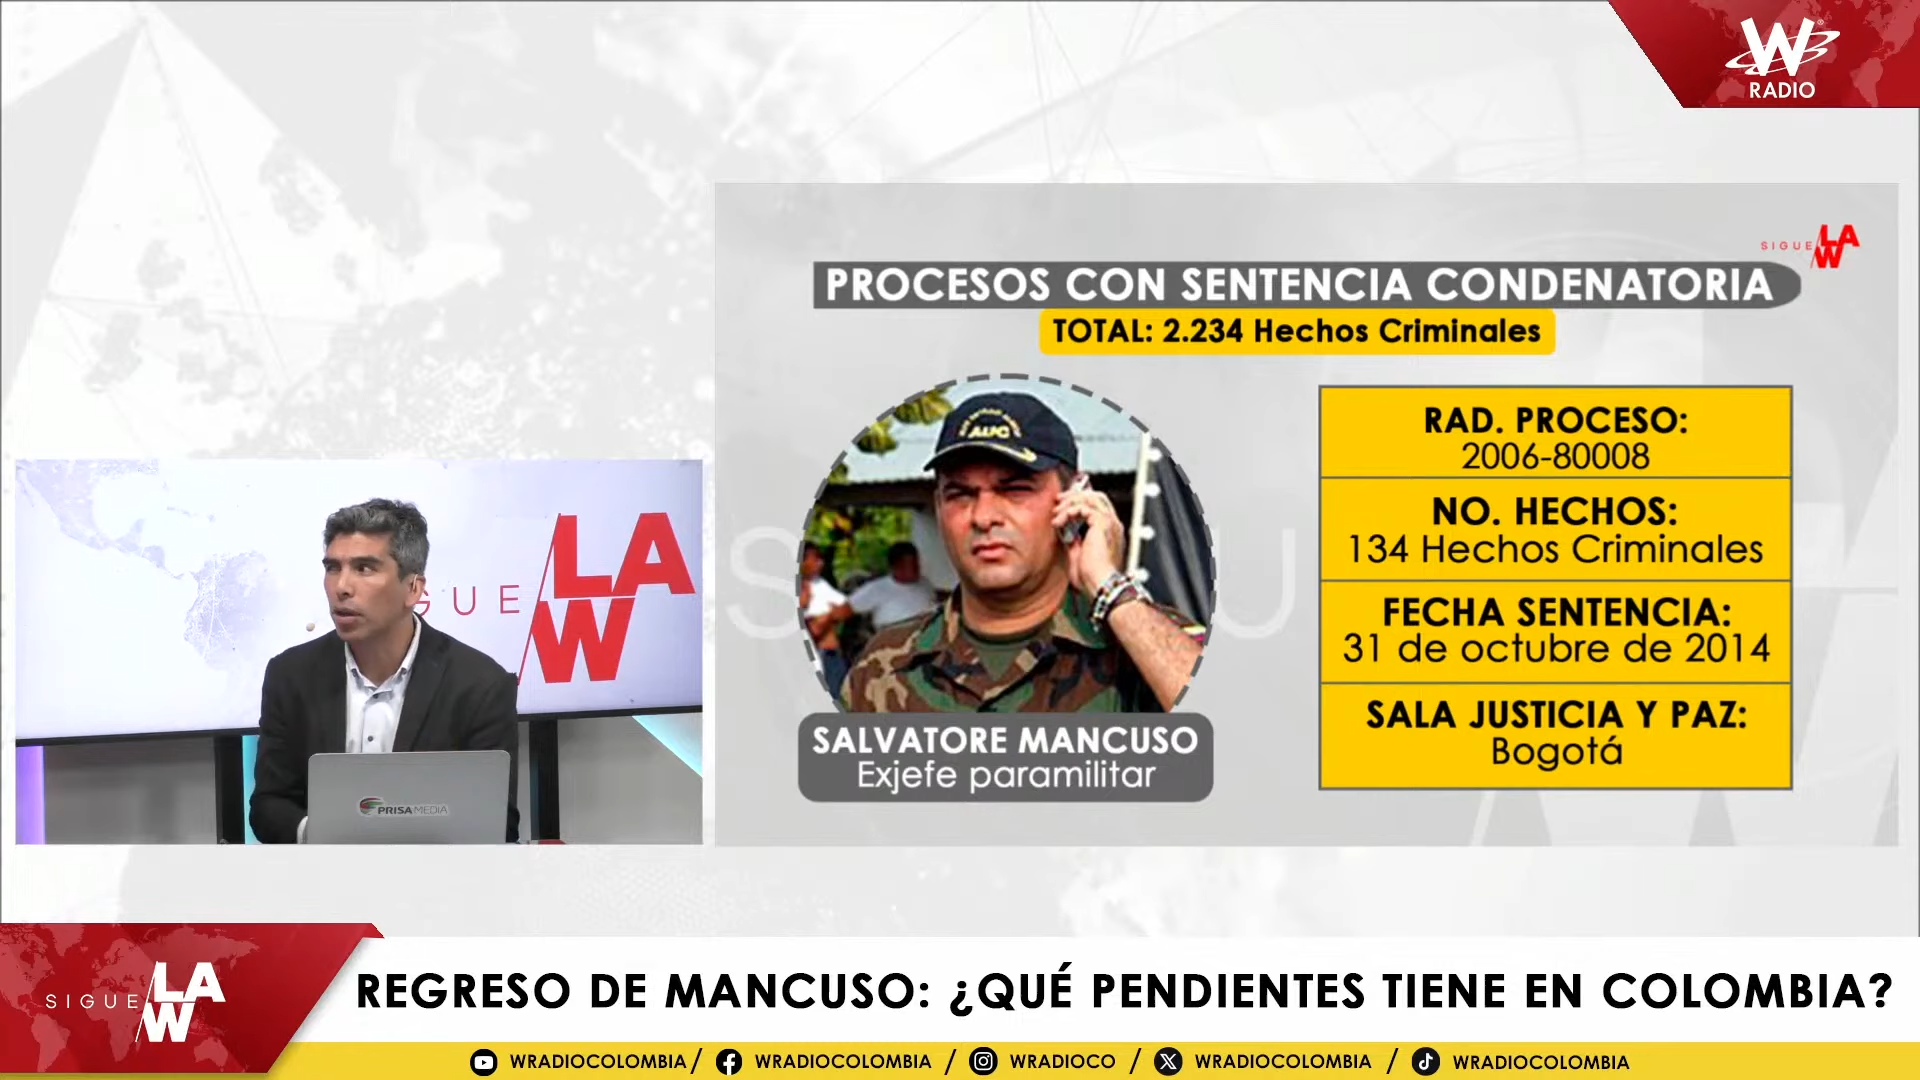 W
RADIO
SIGUE LA W
PROCESOS CON SENTENCIA CONDENATORIA
TOTAL: 2.234 Hechos Criminales
AUC
RAD. PROCESO:
2006-80008
NO. HECHOS:
134 Hechos Criminales
FECHA SENTENCIA:
31 de octubre de 2014
SALA JUSTICIA Y PAZ:
Bogotá
SALVATORE MANCUSO
Exjefe paramilitar
GUE LA W
PRISA MEDIA
SIGUE LA W
REGRESO DE MANCUSO: ¿QUÉ PENDIENTES TIENE EN COLOMBIA?
WRADIOCOLOMBIA / WRADIOCOLOMBIA / WRADIOCO / WRADIOCOLOMBIA / WRADIOCOLOMBIA